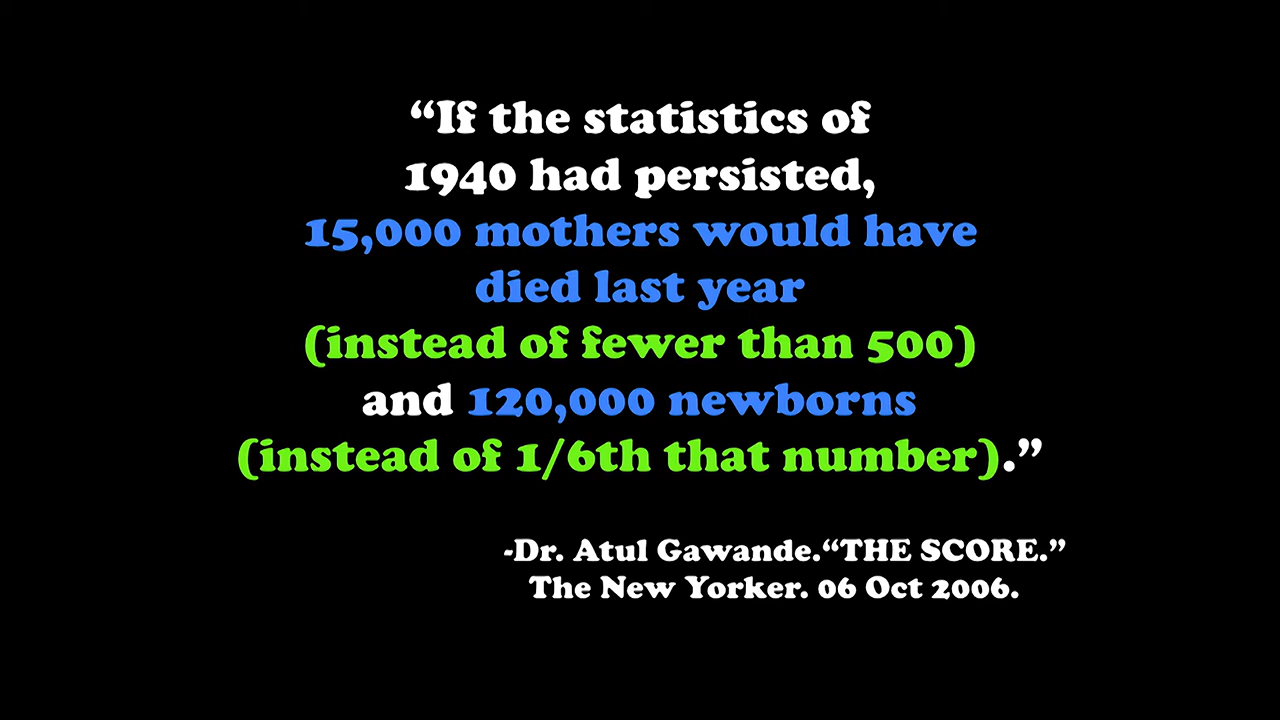 “If the statistics of
1940 had persisted,
15,000 mothers would have
died last year
(instead of fewer than 500)
and 120,000 newborns
(instead of 1/6th that number).”
-Dr. Atul Gawande.“THE SCORE.”
The New Yorker. 06 Oct 2006.